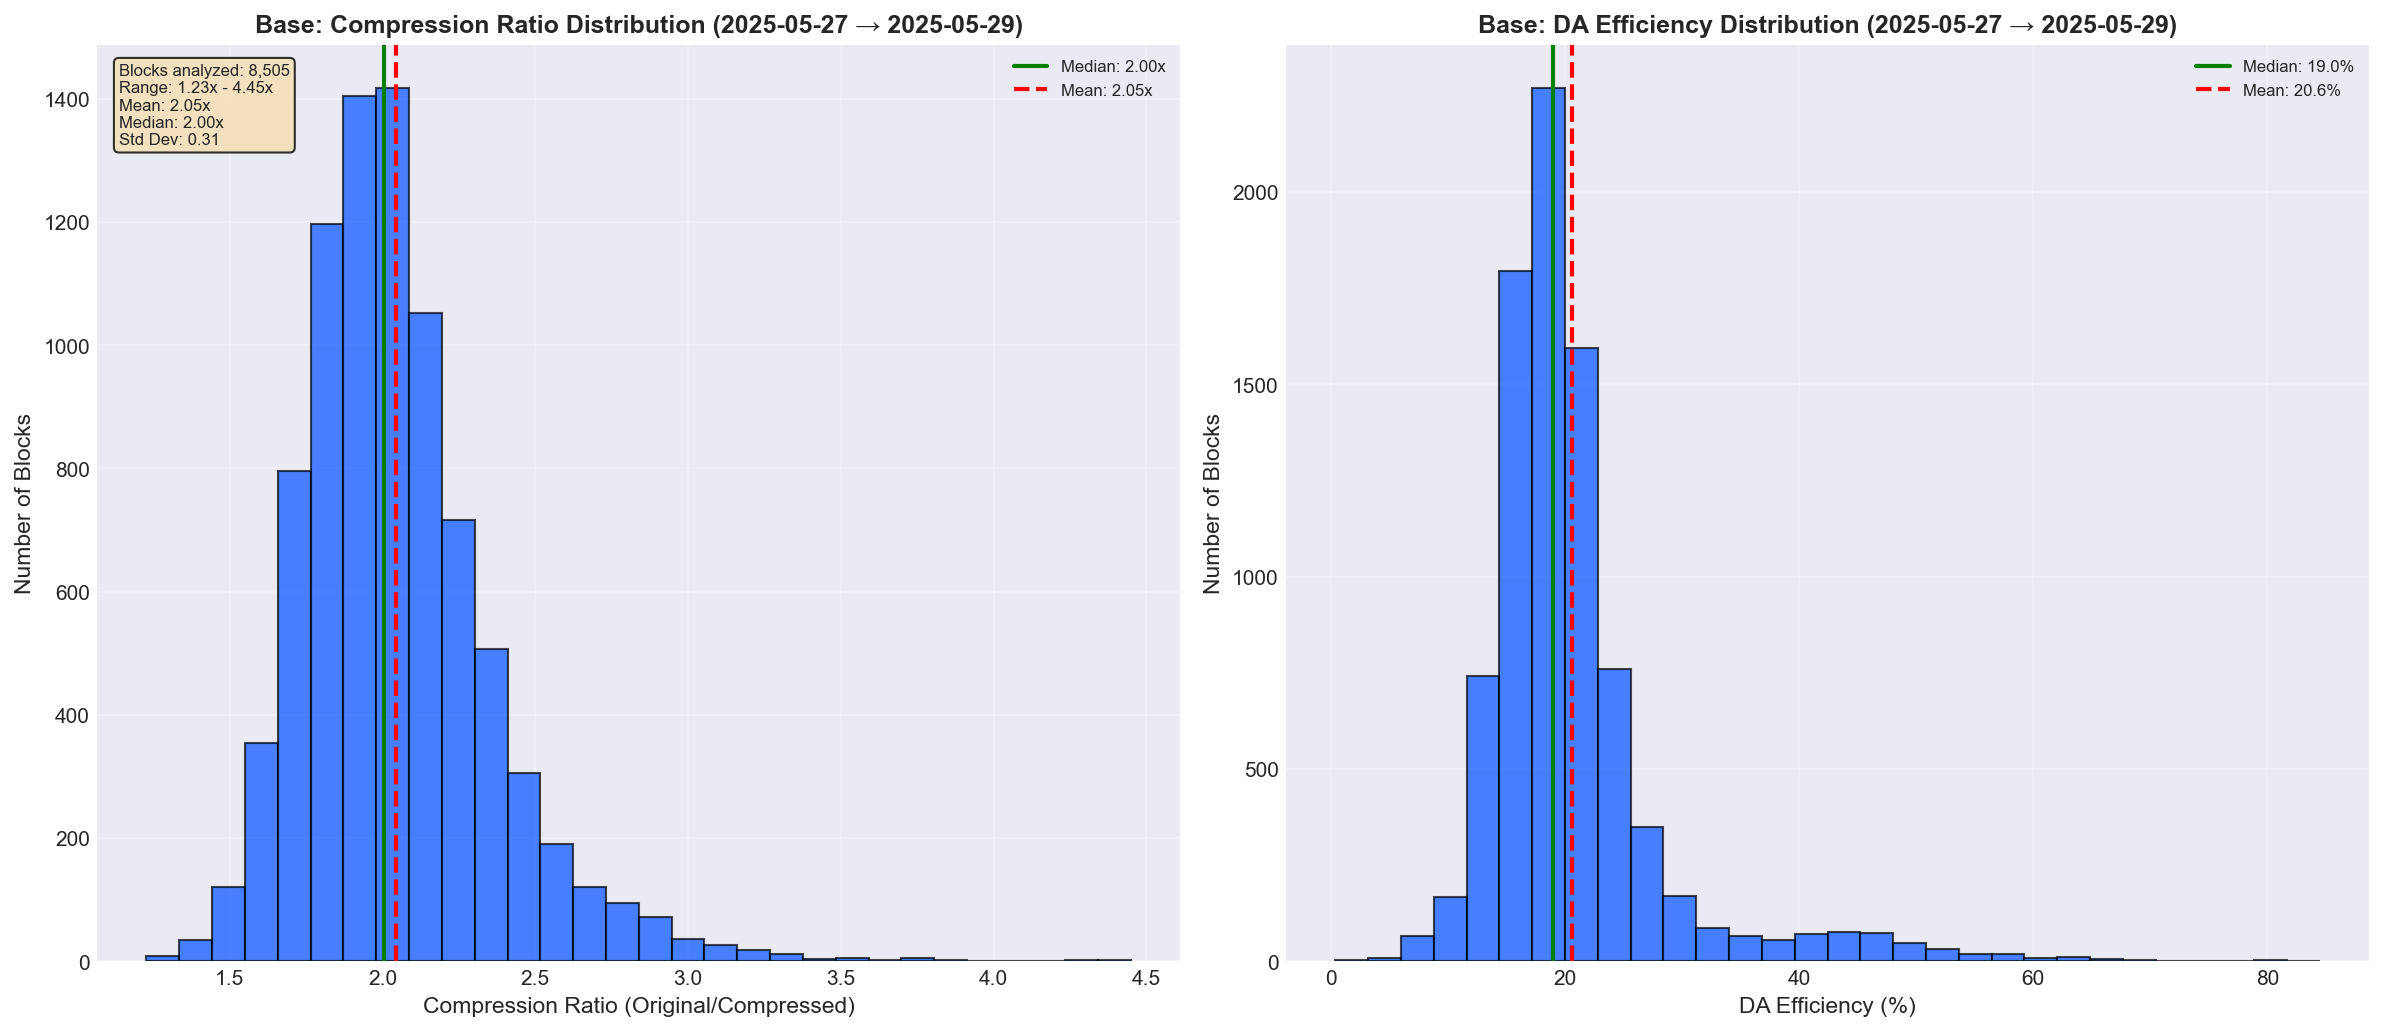 Base: Compression Ratio Distribution (2025-05-27 → 2025-05-29)
Blocks analyzed: 8,505
Range: 1.23x - 4.45x
Mean: 2.05x
Median: 2.00x
Std Dev: 0.31
Median: 2.00x
Mean: 2.05x
Number of Blocks
1400
1200
1000
800
600
400
200
0
1.5 2.0 2.5 3.0 3.5 4.0 4.5
Compression Ratio (Original/Compressed)
Base: DA Efficiency Distribution (2025-05-27 → 2025-05-29)
Median: 19.0%
Mean: 20.6%
Number of Blocks
2000
1500
1000
500
0
0 20 40 60 80
DA Efficiency (%)